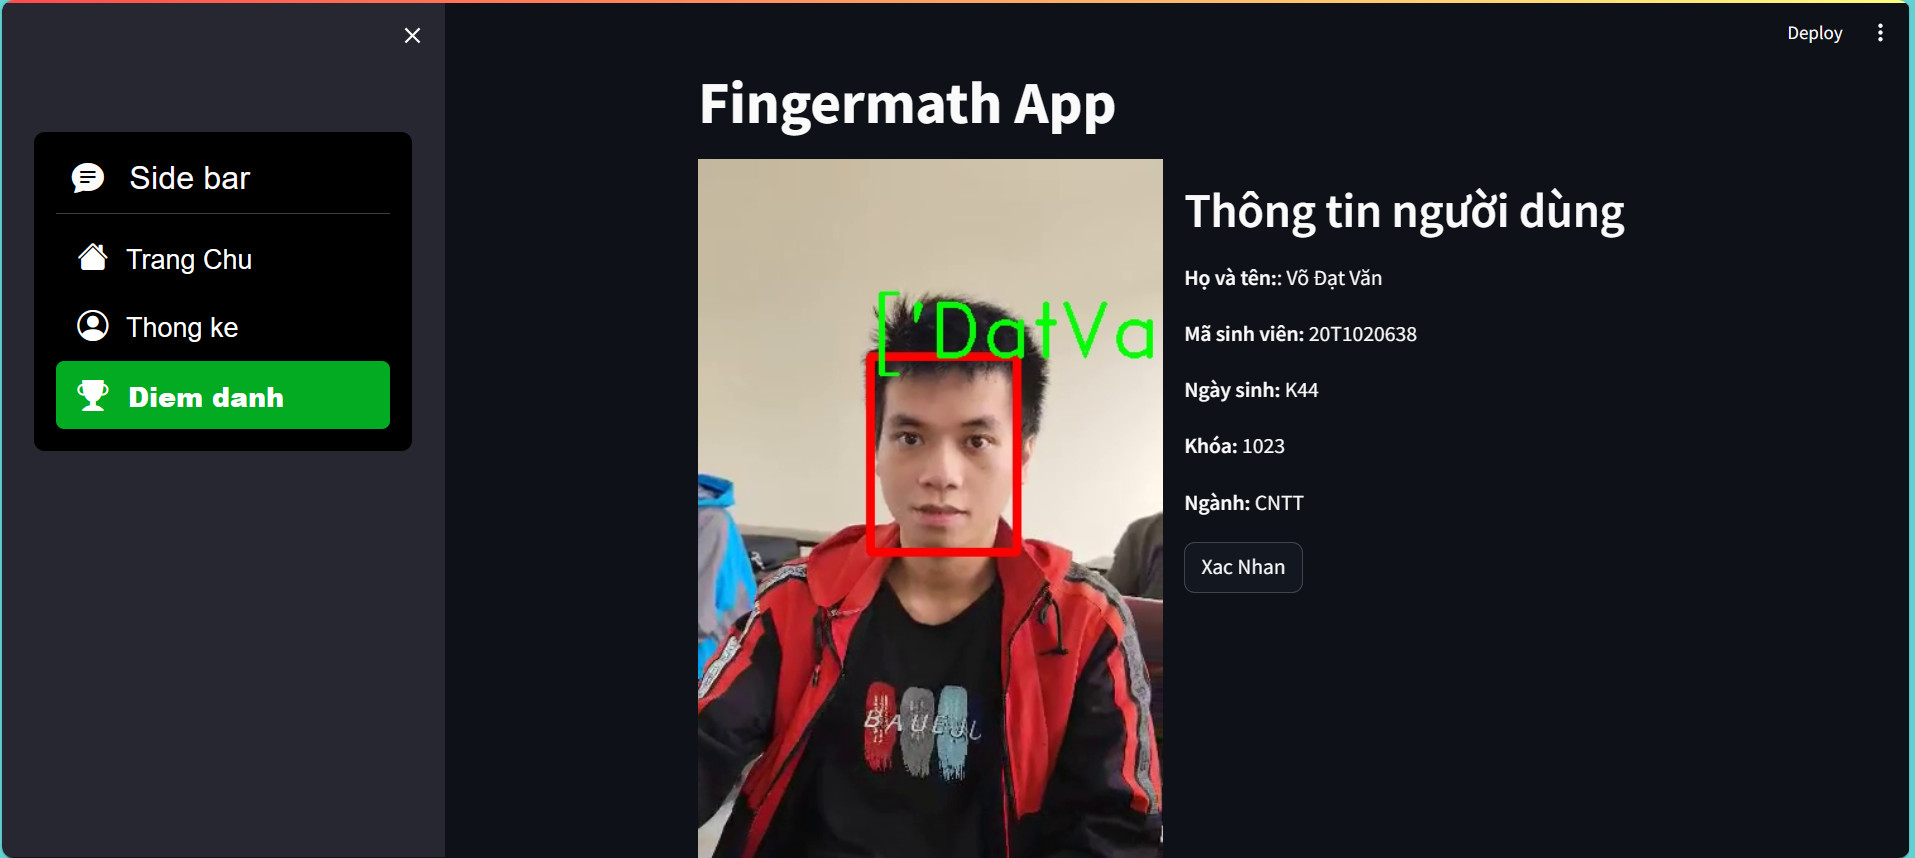 Deploy
Side bar
Trang Chu
Thong ke
Diem danh
Fingermath App
['DatVa
BAUEUL
Thông tin người dùng
Họ và tên:: Võ Đạt Văn
Mã sinh viên: 20T1020638
Ngày sinh: K44
Khóa: 1023
Ngành: CNTT
Xac Nhan